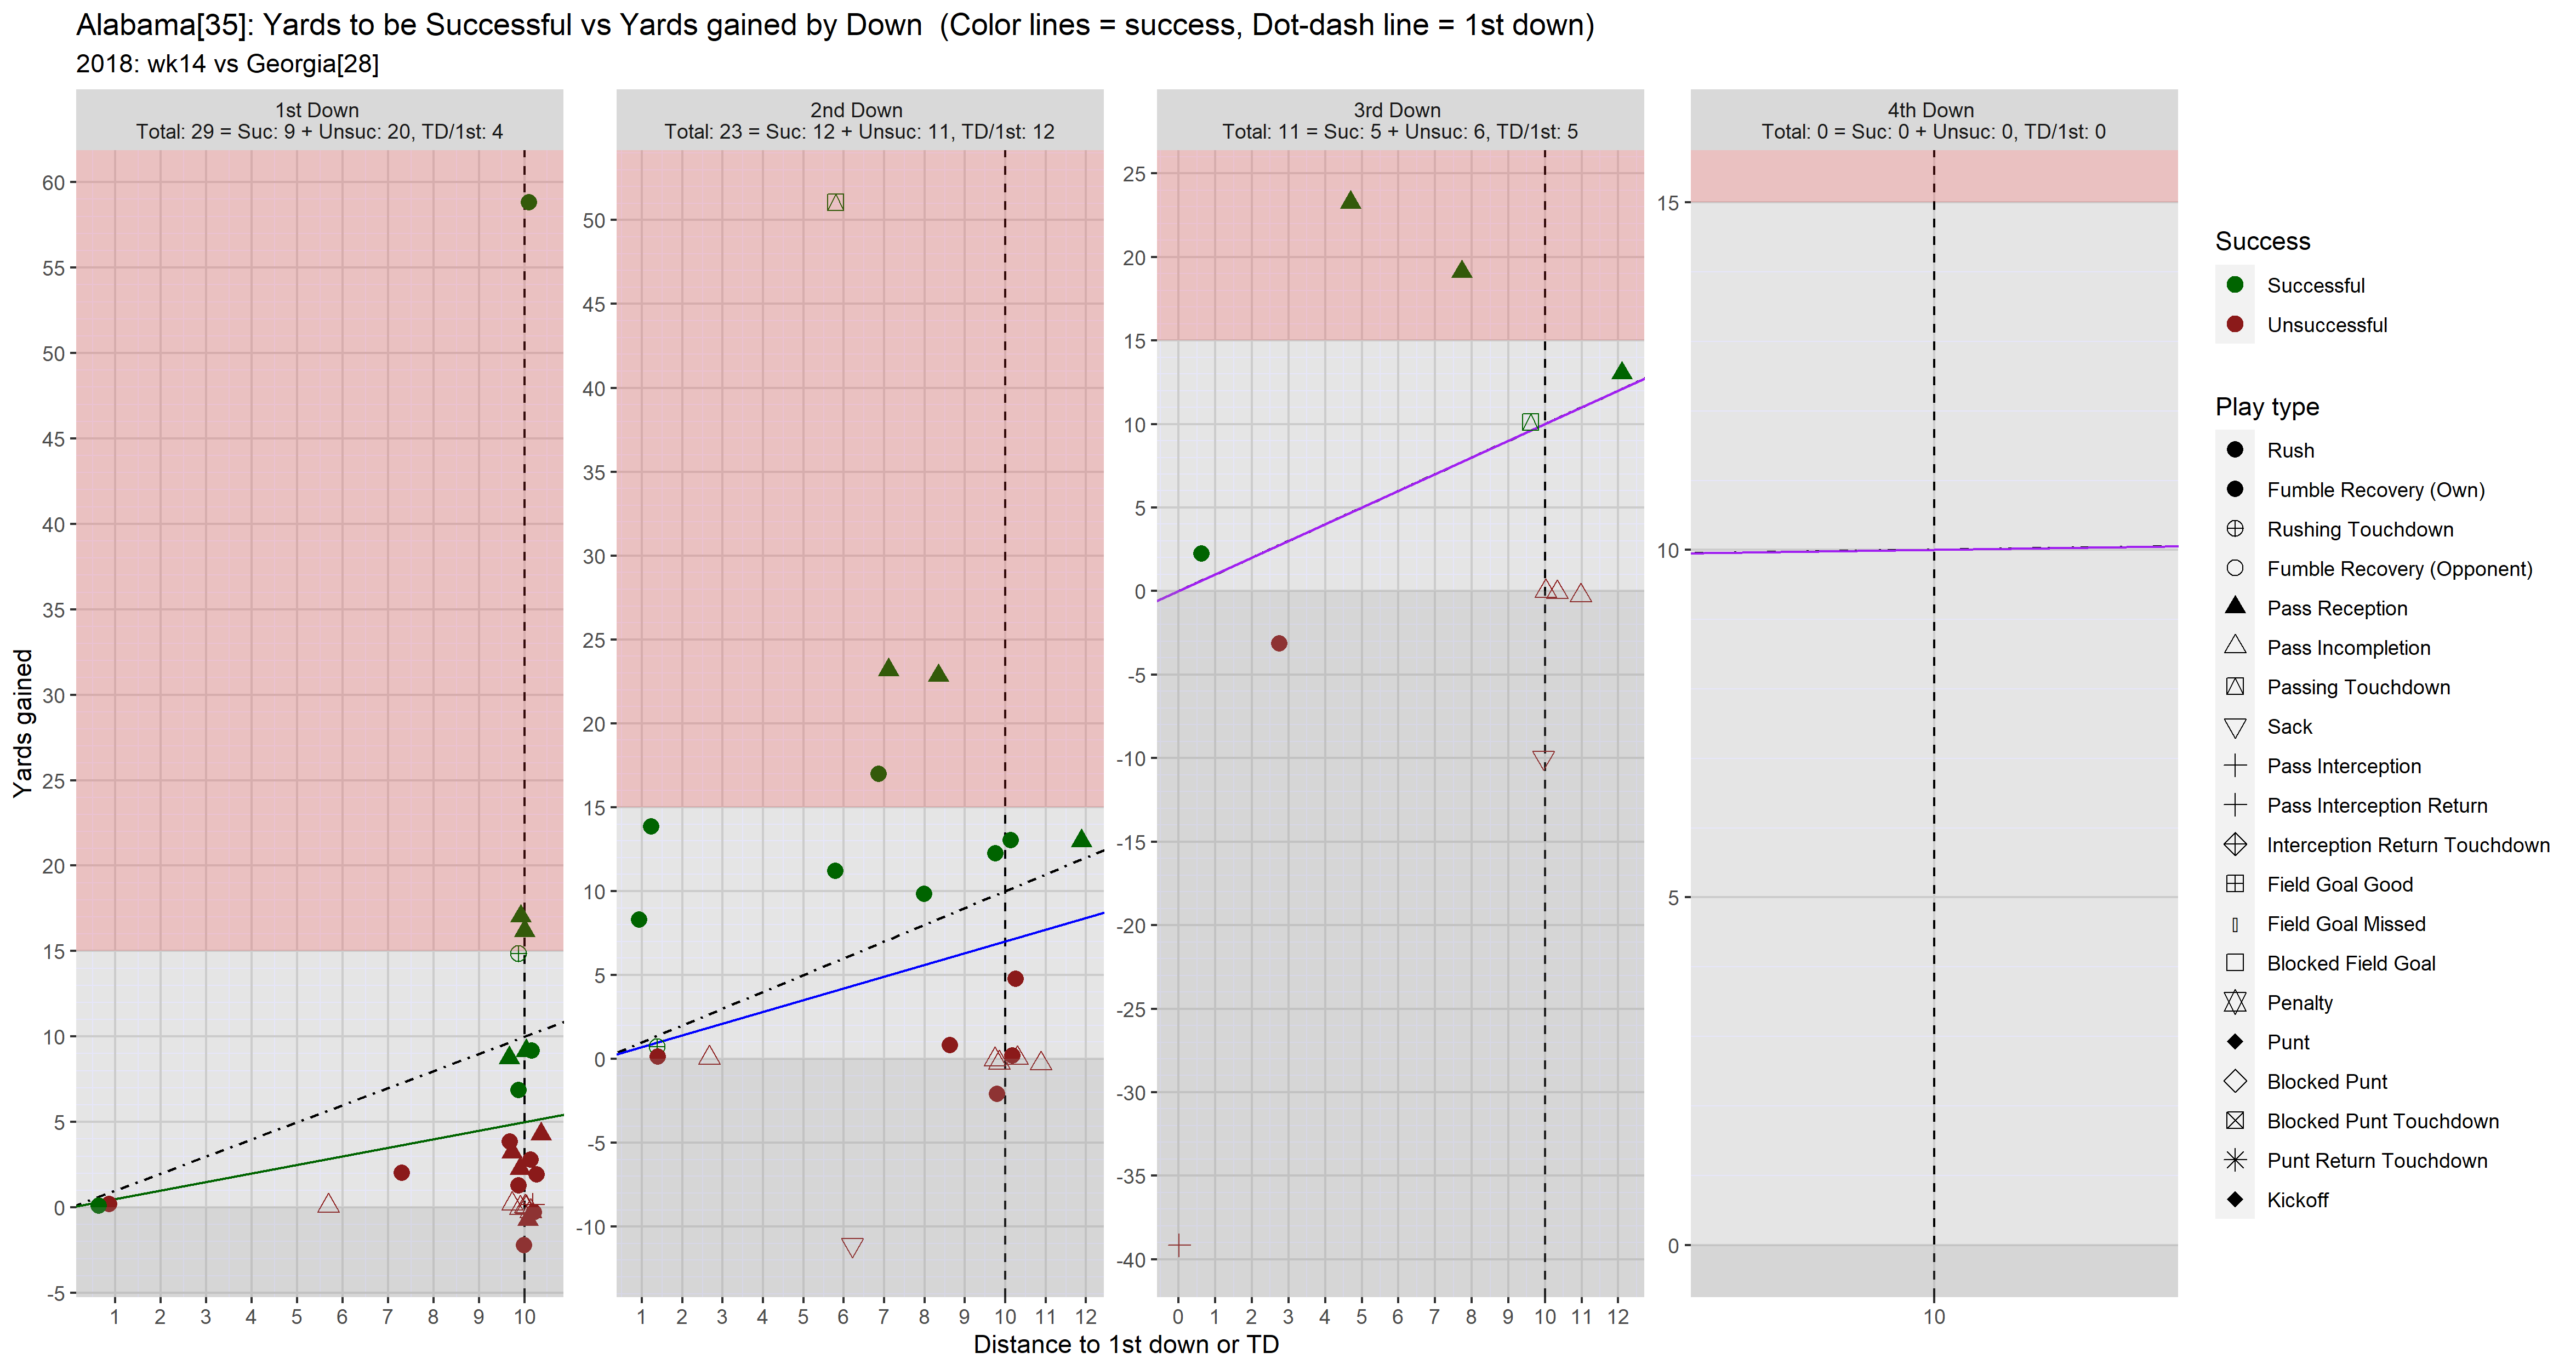 Alabama[35]: Yards to be Successful vs Yards gained by Down  (Color lines = success, Dot-dash line = 1st down)
2018: wk14 vs Georgia[28]
1st Down
Total: 29 = Suc: 9 + Unsuc: 20, TD/1st: 4
2nd Down
Total: 23 = Suc: 12 + Unsuc: 11, TD/1st: 12
3rd Down
Total: 11 = Suc: 5 + Unsuc: 6, TD/1st: 5
4th Down
Total: 0 = Suc: 0 + Unsuc: 0, TD/1st: 0
Yards gained
60
55
50
45
40
35
30
25
20
15
10
5
0
-5
1 2 3 4 5 6 7 8 9 10
50
45
40
35
30
25
20
15
10
5
0
-5
-10
1 2 3 4 5 6 7 8 9 10 11 12
25
20
15
10
5
0
-5
-10
-15
-20
-25
-30
-35
-40
0 1 2 3 4 5 6 7 8 9 10 11 12
15
10
5
0
10
Distance to 1st down or TD
Success
Successful
Unsuccessful
Play type
Rush
Fumble Recovery (Own)
Rushing Touchdown
Fumble Recovery (Opponent)
Pass Reception
Pass Incompletion
Passing Touchdown
Sack
Pass Interception
Pass Interception Return
Interception Return Touchdown
Field Goal Good
Field Goal Missed
Blocked Field Goal
Penalty
Punt
Blocked Punt
Blocked Punt Touchdown
Punt Return Touchdown
Kickoff